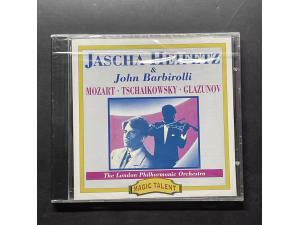 JASCHA HEIFETZ
&
John Barbirolli
MOZART · TSCHAIKOWSKY · GLAZUNOV
The London Philharmonic Orchestra
MAGIC TALENT